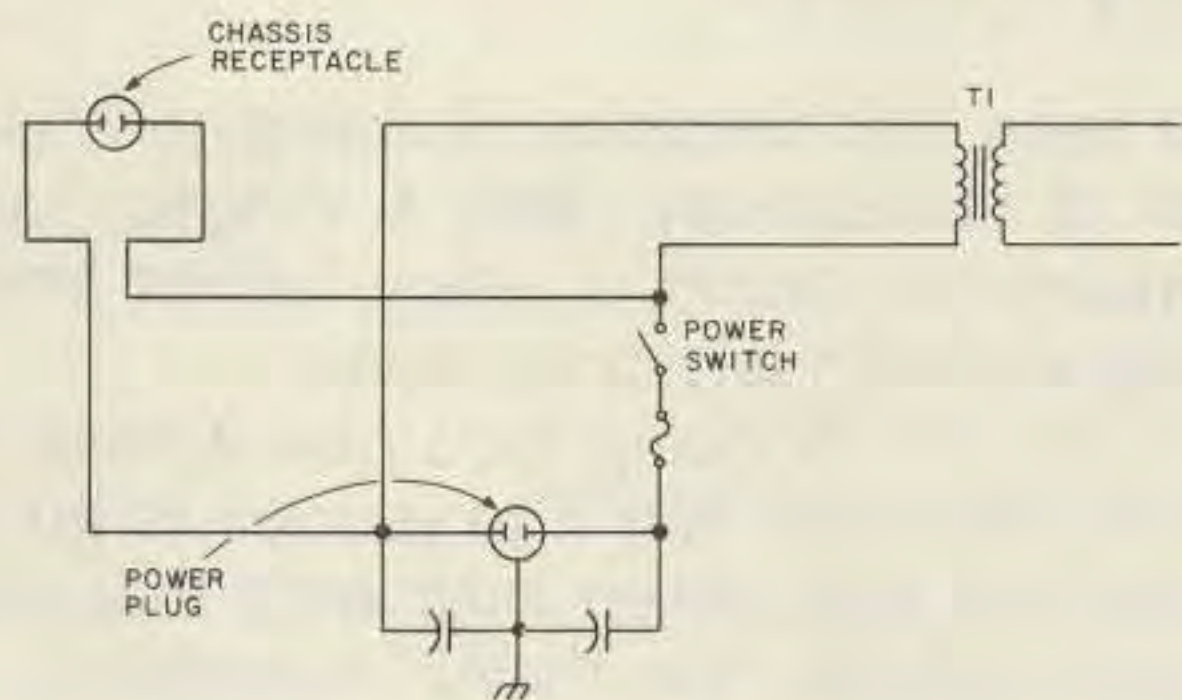 CHASSIS
RECEPTACLE
T1
POWER
SWITCH
POWER
PLUG